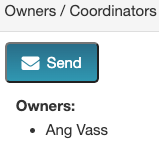 Owners / Coordinators
Send
Owners:
• Ang Vass